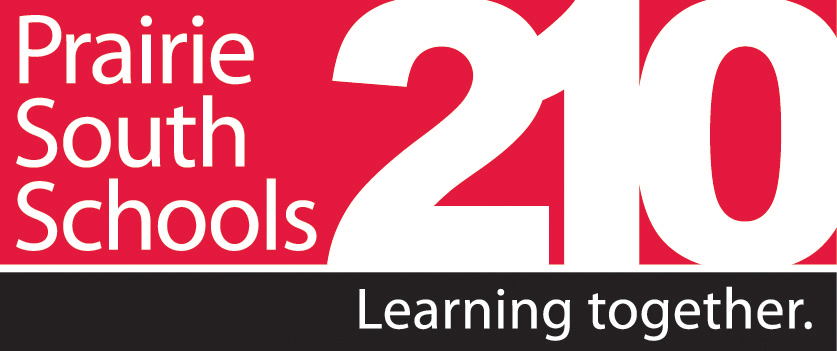 Prairie
South
Schools
210
Learning together.